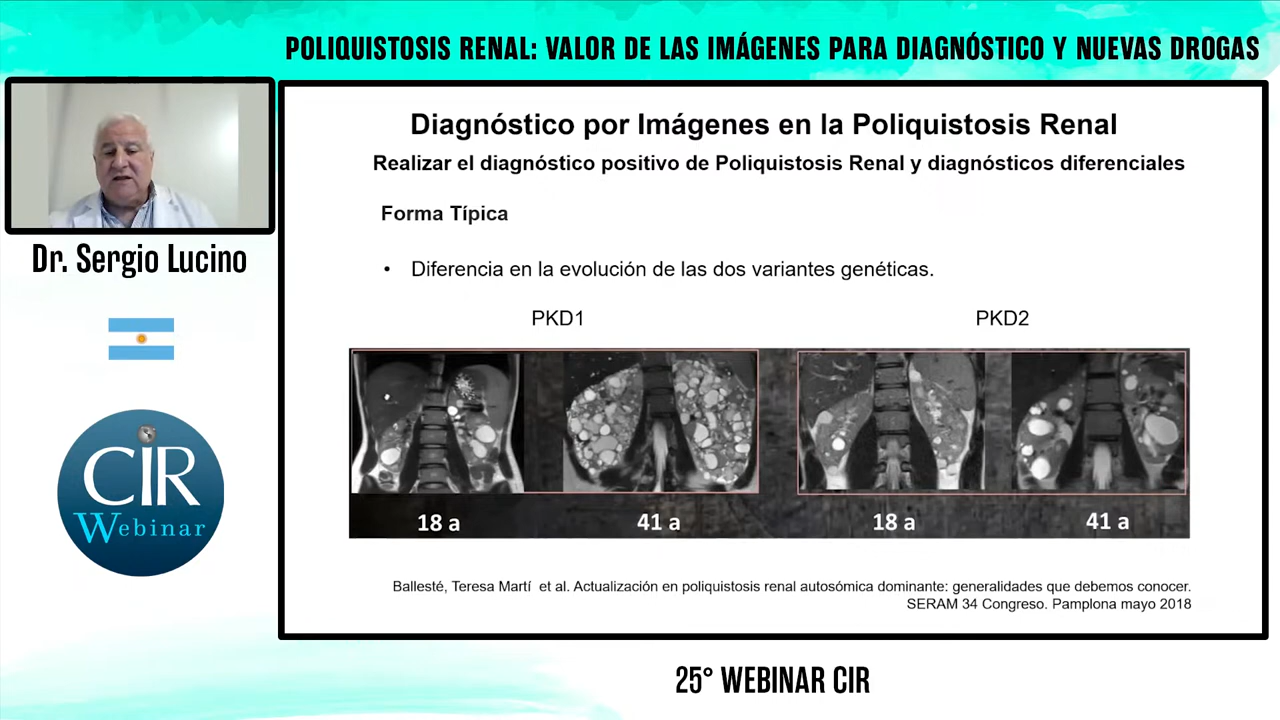 POLIQUISTOSIS RENAL: VALOR DE LAS IMÁGENES PARA DIAGNÓSTICO Y NUEVAS DROGAS
Dr. Sergio Lucino
CIR
Webinar
Diagnóstico por Imágenes en la Poliquistosis Renal
Realizar el diagnóstico positivo de Poliquistosis Renal y diagnósticos diferenciales
Forma Típica
• Diferencia en la evolución de las dos variantes genéticas.
PKD1
PKD2
18 a
41 a
18 a
41 a
Ballesté, Teresa Martí et al. Actualización en poliquistosis renal autosómica dominante: generalidades que debemos conocer.
SERAM 34 Congreso. Pamplona mayo 2018
25° WEBINAR CIR